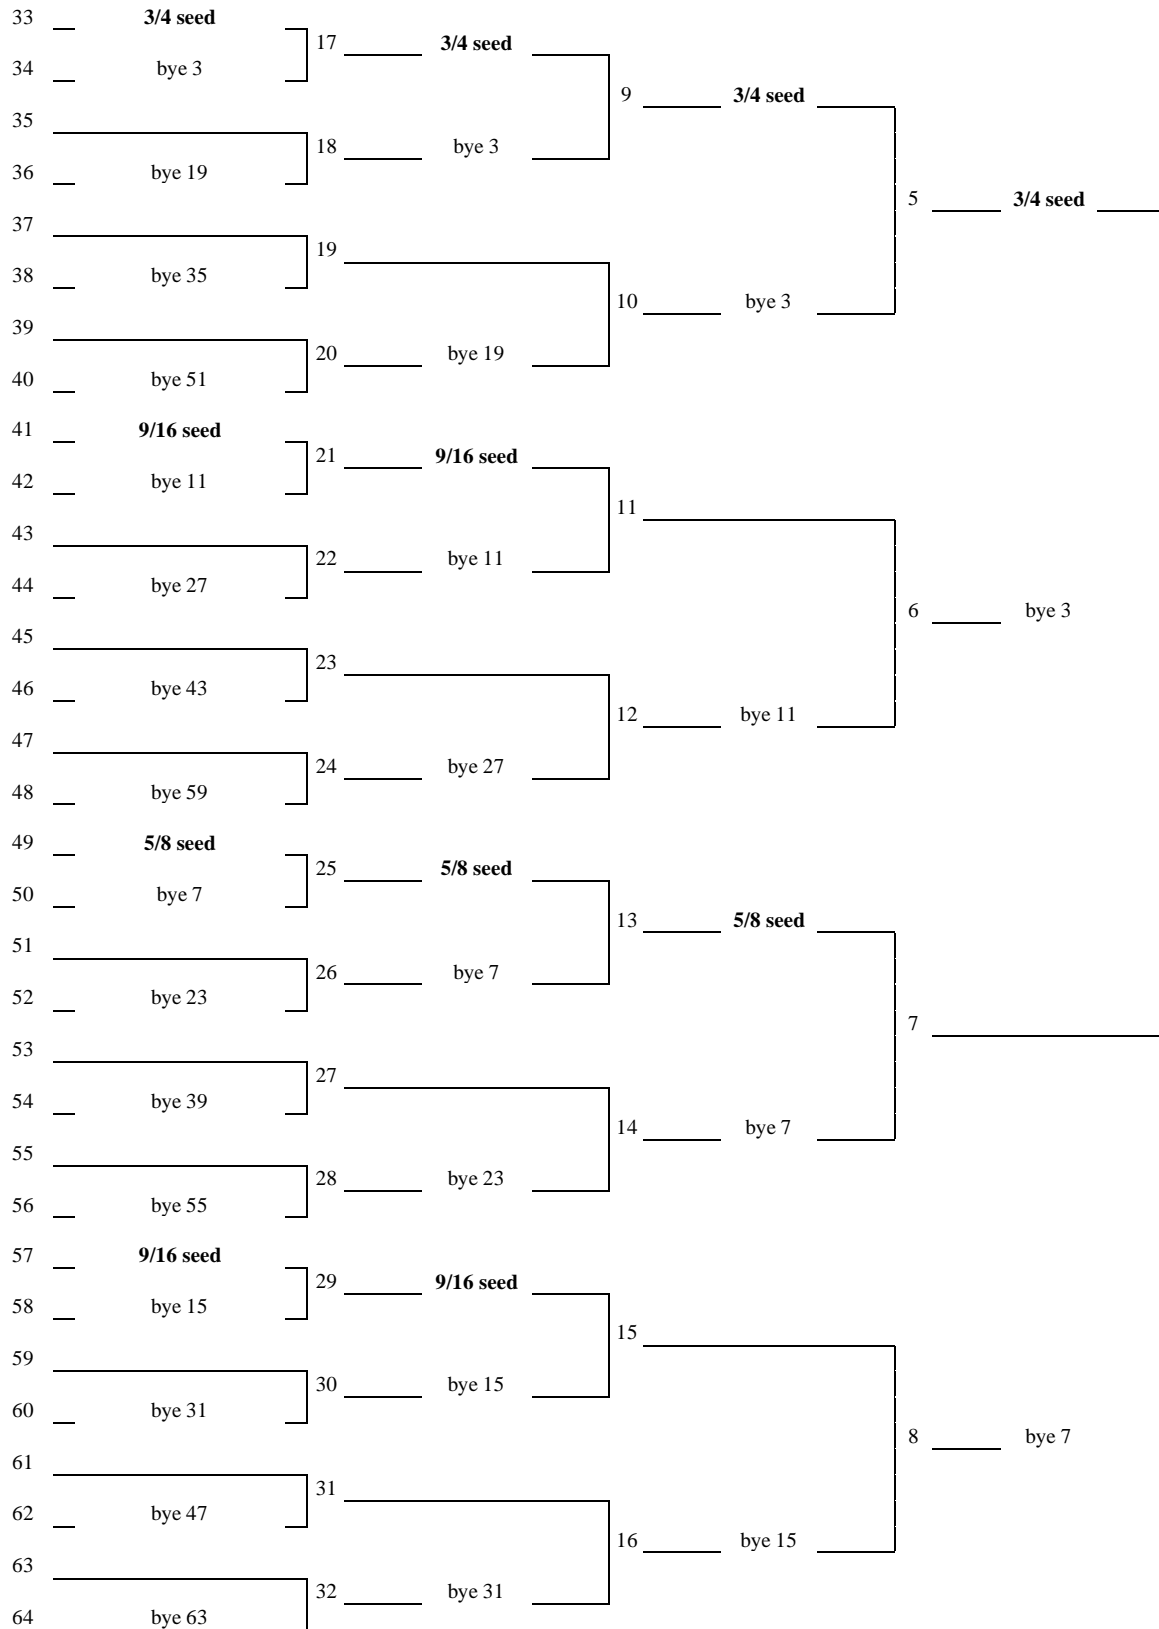 33 3/4 seed
17 3/4 seed
34 bye 3
9 3/4 seed
35
18 bye 3
36 bye 19
5 3/4 seed
37
19
38 bye 35
10 bye 3
39
20 bye 19
40 bye 51
41 9/16 seed
21 9/16 seed
42 bye 11
11
43
22 bye 11
44 bye 27
6 bye 3
45
23
46 bye 43
12 bye 11
47
24 bye 27
48 bye 59
49 5/8 seed
25 5/8 seed
50 bye 7
13 5/8 seed
51
26 bye 7
52 bye 23
7
53
27
54 bye 39
14 bye 7
55
28 bye 23
56 bye 55
57 9/16 seed
29 9/16 seed
58 bye 15
15
59
30 bye 15
60 bye 31
8 bye 7
61
31
62 bye 47
16 bye 15
63
32 bye 31
64 bye 63